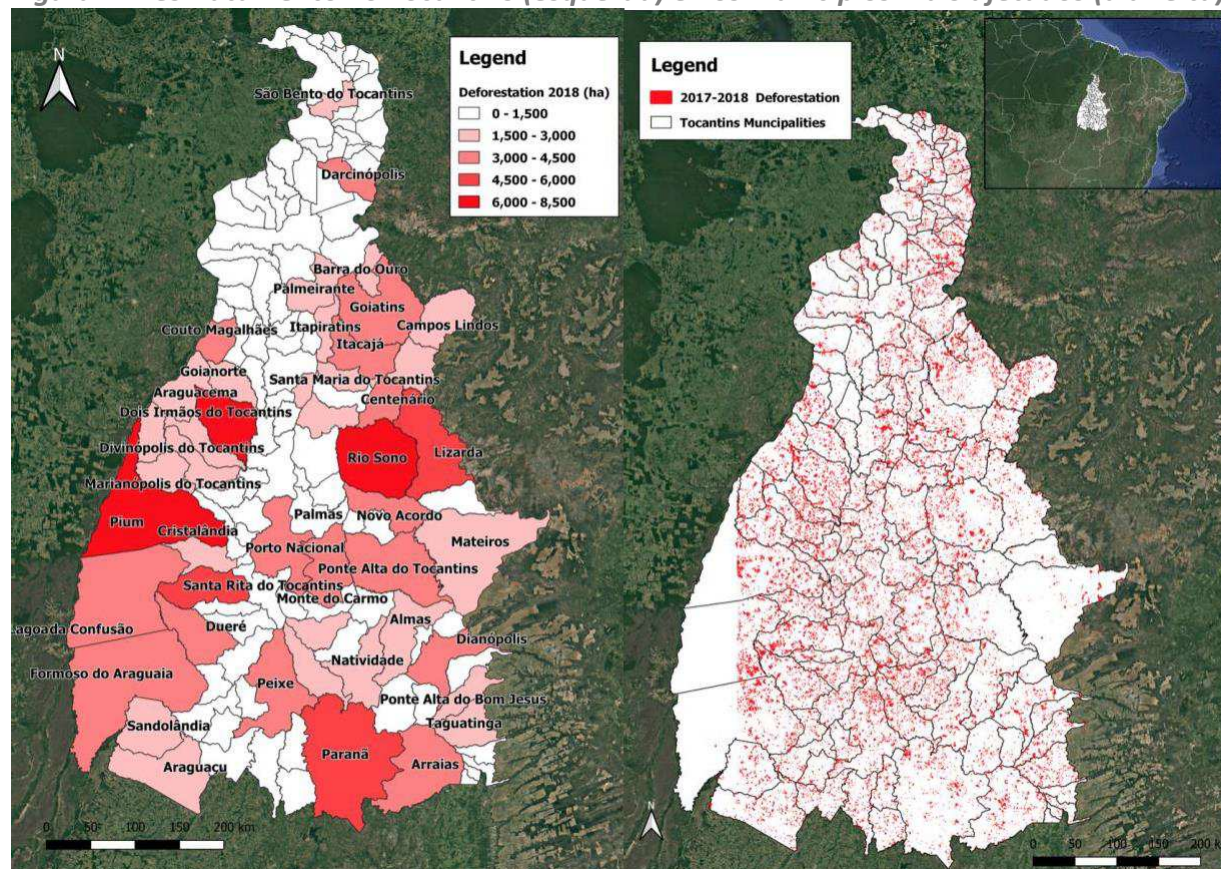 Tocantins (esquerda) e municípios mais afetados
N
Legend
Deforestation 2018 (ha)
0 - 1,500
1,500 - 3,000
3,000 - 4,500
4,500 - 6,000
6,000 - 8,500
São Bento do Tocantins
Darcinópolis
Barra do Ouro
Palmeirante
Goiatins
Couto Magalhães
Itapiratins
Campos Lindos
Itacajá
Goianorte
Santa Maria do Tocantins
Araguacema
Centenário
Dois Irmãos do Tocantins
Divinópolis do Tocantins
Rio Sono
Lizarda
Marianópolis do Tocantins
Pium
Cristalândia
Palmas
Novo Acordo
Mateiros
Porto Nacional
Ponte Alta do Tocantins
Santa Rita do Tocantins
Monte do Carmo
Almas
Lagoa da Confusão
Dueré
Dianópolis
Natividade
Formoso do Araguaia
Peixe
Ponte Alta do Bom Jesus
Sandolândia
Taguatinga
Paranã
Araguaçu
Arraias
0 50 100 150 200 km
Legend
2017-2018 Deforestation
Tocantins Muncipalities
N
0 50 100 150 200 km